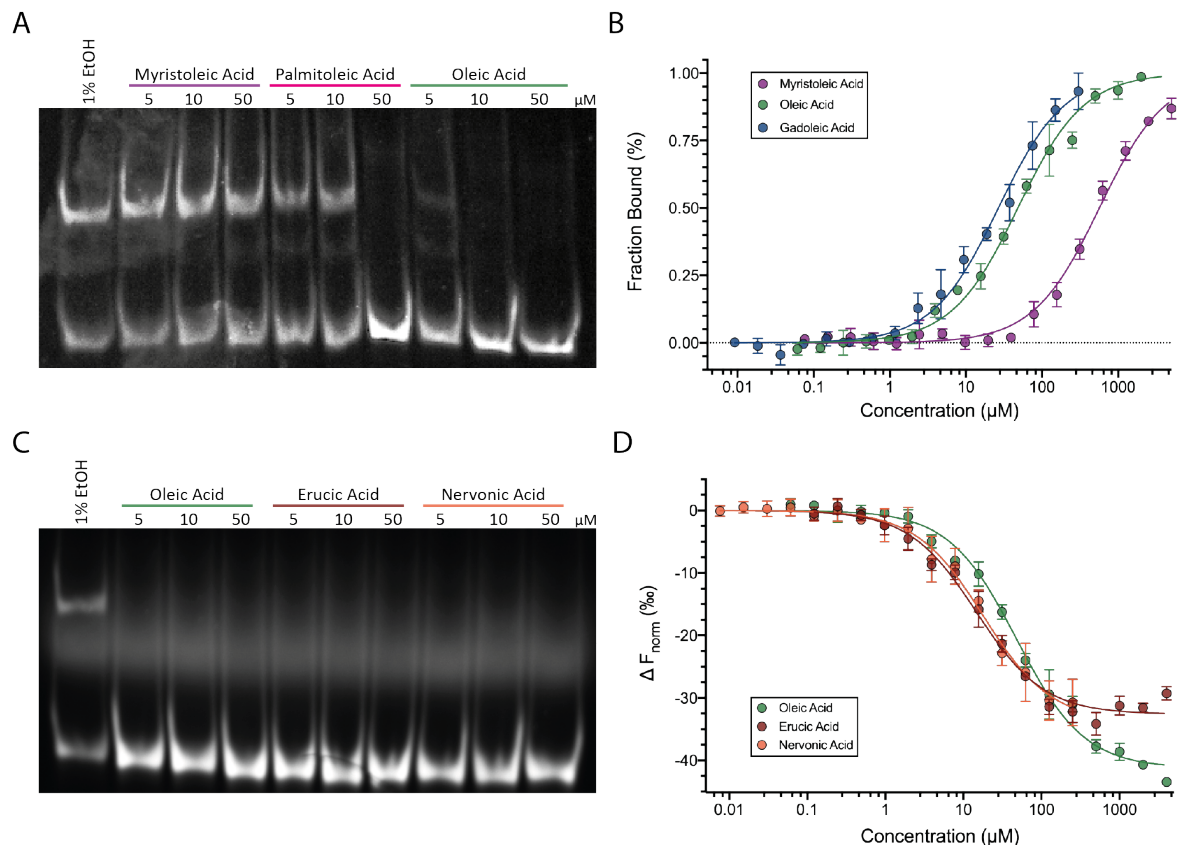 A
1% EtOH
Myristoleic Acid Palmitoleic Acid Oleic Acid
5 10 50 5 10 50 5 10 50 µM
B
Fraction Bound (%)
1.00
0.75
0.50
0.25
0.00
Myristoleic Acid
Oleic Acid
Gadoleic Acid
0.01 0.1 1 10 100 1000
Concentration (µM)
C
1% EtOH
Oleic Acid Erucic Acid Nervonic Acid
5 10 50 5 10 50 5 10 50 µM
D
Δ Fnorm (‰)
0
-10
-20
-30
-40
Oleic Acid
Erucic Acid
Nervonic Acid
0.01 0.1 1 10 100 1000
Concentration (µM)